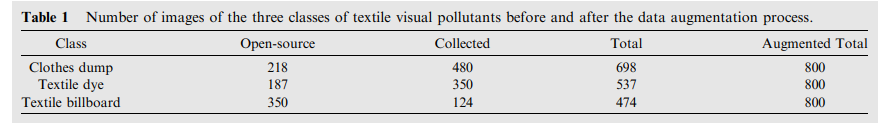 Table 1 Number of images of the three classes of textile visual pollutants before and after the data augmentation process.
Class Open-source Collected Total Augmented Total
Clothes dump 218 480 698 800
Textile dye 187 350 537 800
Textile billboard 350 124 474 800